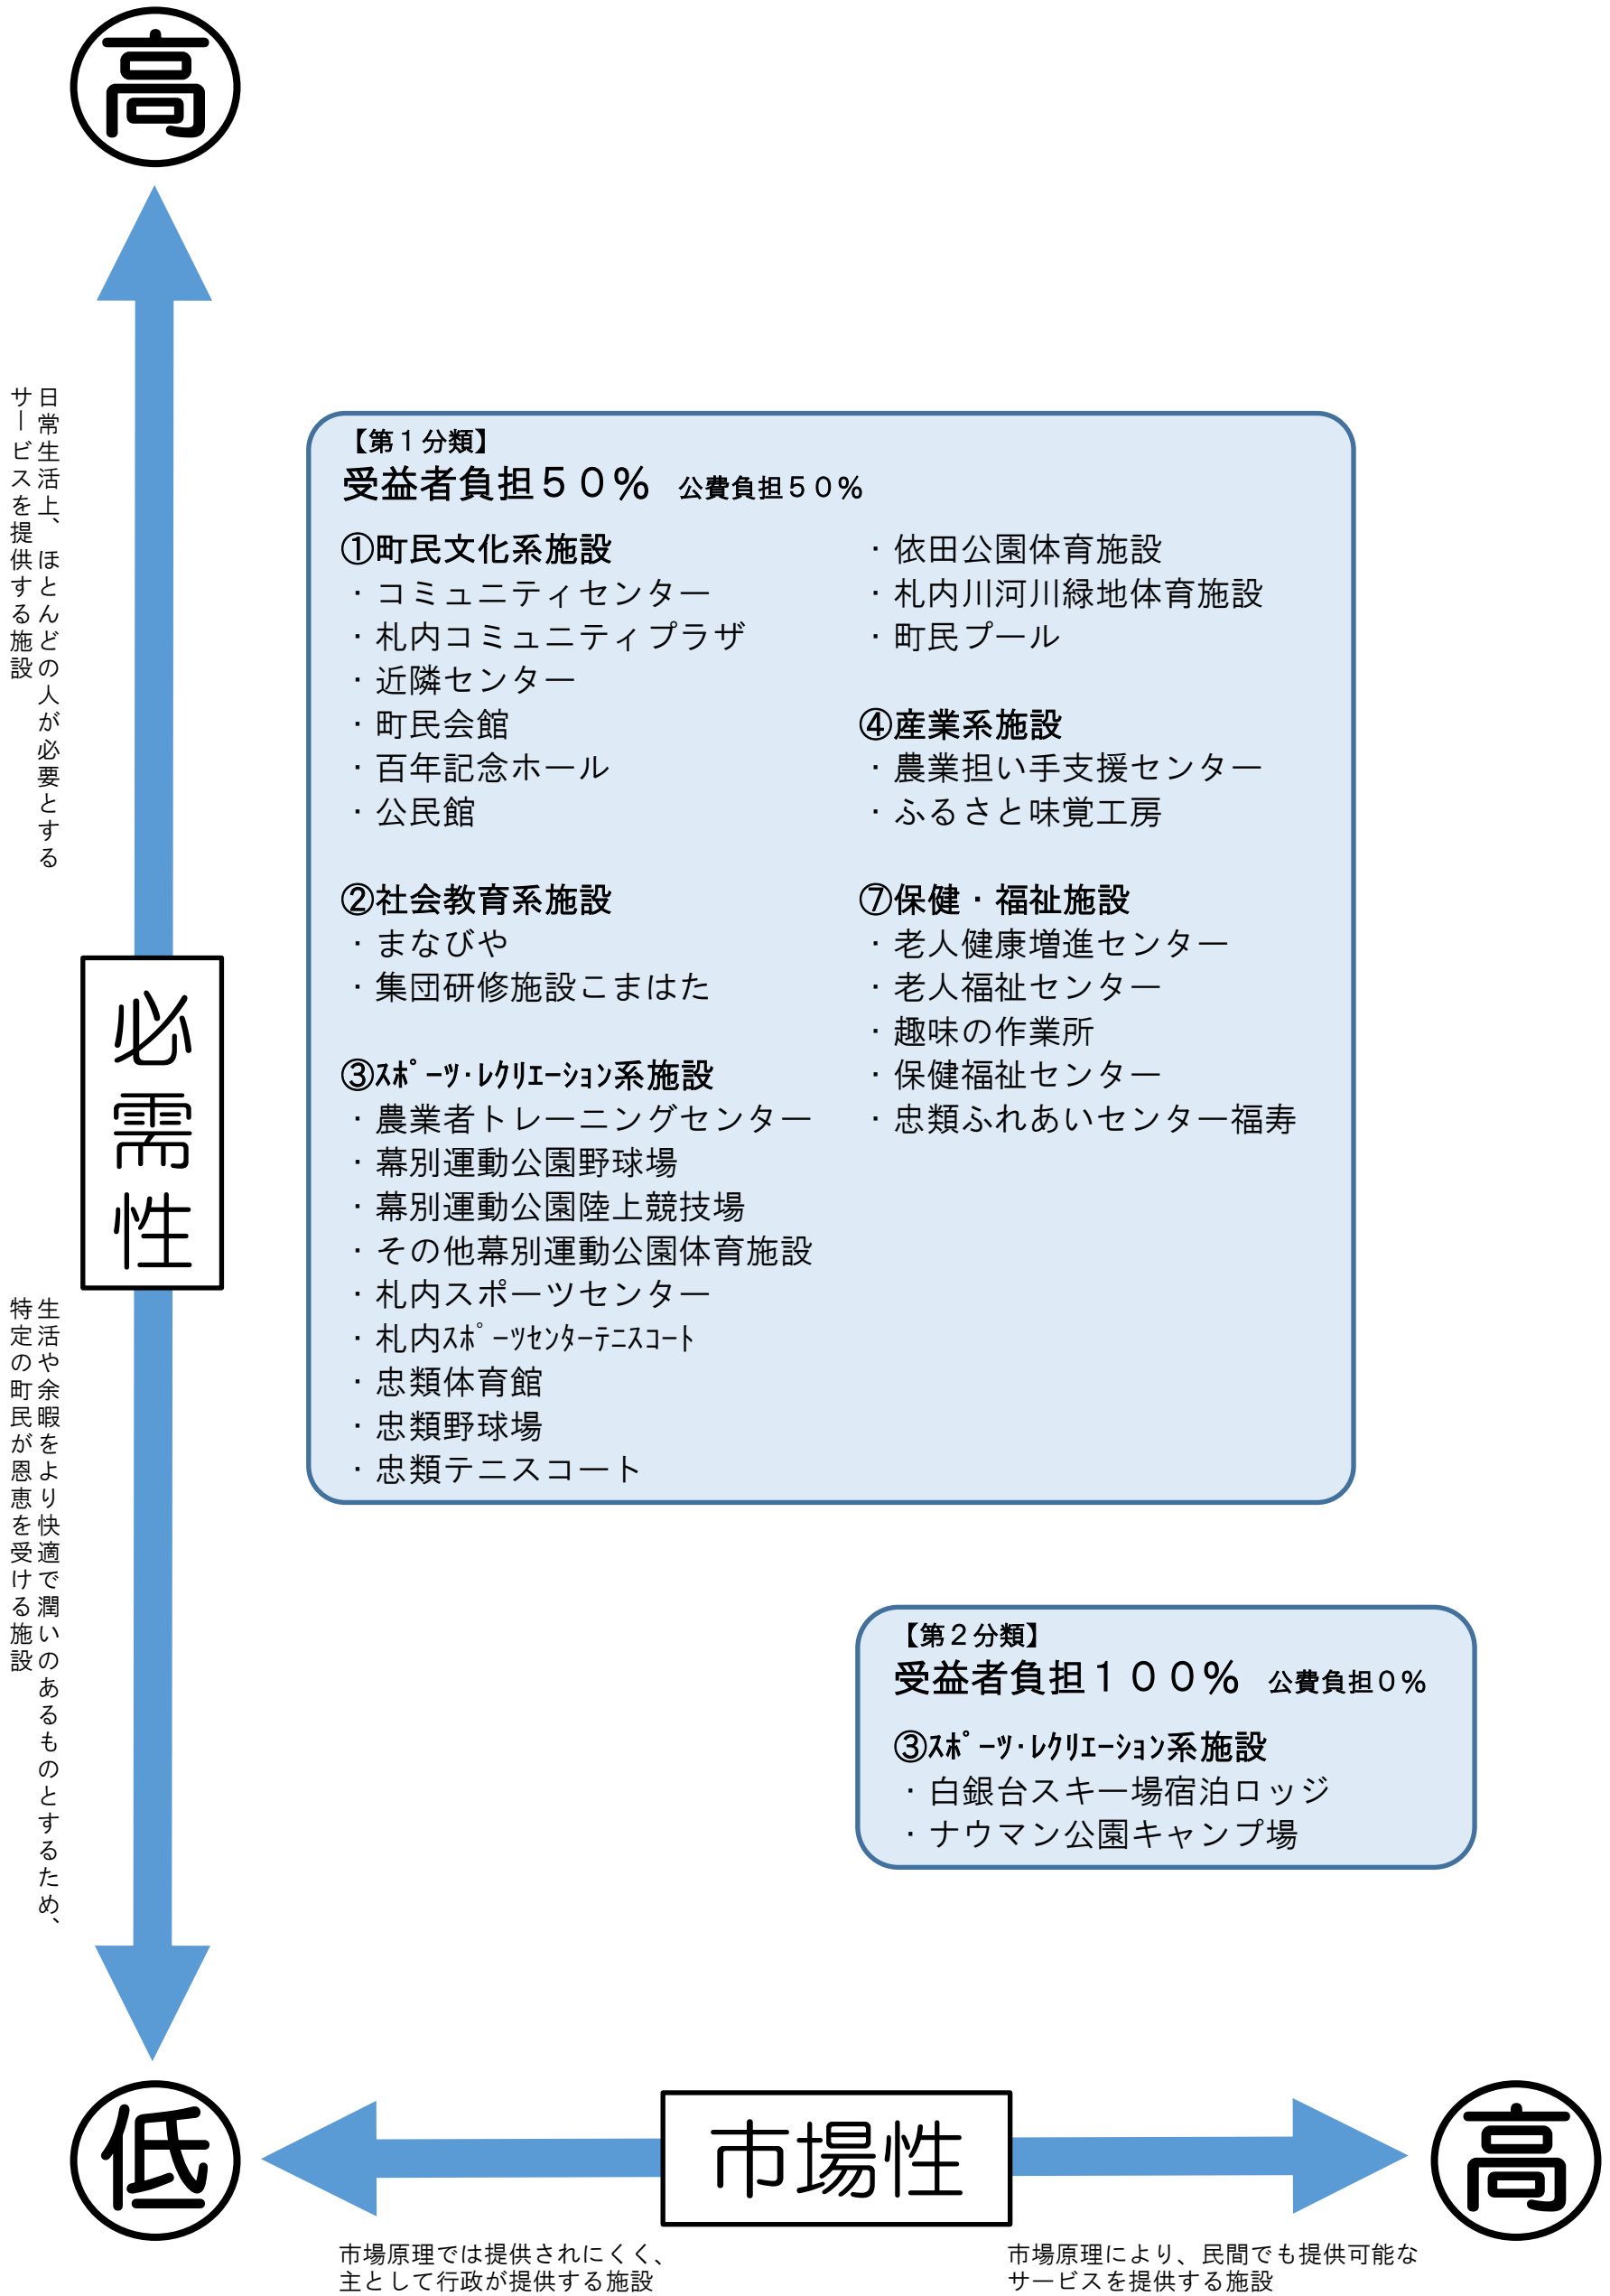 高
日常生活上、ほとんどの人が必要とする
サービスを提供する施設
必需性
生活や余暇をより快適で潤いのあるものとするため、
特定の町民が恩恵を受ける施設
低
【第１分類】
受益者負担５０％　公費負担５０％
①町民文化系施設
・コミュニティセンター
・札内コミュニティプラザ
・近隣センター
・町民会館
・百年記念ホール
・公民館
②社会教育系施設
・まなびや
・集団研修施設こまはた
③ｽﾎﾟｰﾂ･ﾚｸﾘｴｰｼｮﾝ系施設
・農業者トレーニングセンター
・幕別運動公園野球場
・幕別運動公園陸上競技場
・その他幕別運動公園体育施設
・札内スポーツセンター
・札内ｽﾎﾟｰﾂｾﾝﾀｰﾃﾆｽｺｰﾄ
・忠類体育館
・忠類野球場
・忠類テニスコート
・依田公園体育施設
・札内川河川緑地体育施設
・町民プール
④産業系施設
・農業担い手支援センター
・ふるさと味覚工房
⑦保健・福祉施設
・老人健康増進センター
・老人福祉センター
・趣味の作業所
・保健福祉センター
・忠類ふれあいセンター福寿
【第２分類】
受益者負担１００％　公費負担０％
③ｽﾎﾟｰﾂ･ﾚｸﾘｴｰｼｮﾝ系施設
・白銀台スキー場宿泊ロッジ
・ナウマン公園キャンプ場
市場性
高
市場原理では提供されにくく、
主として行政が提供する施設
市場原理により、民間でも提供可能な
サービスを提供する施設